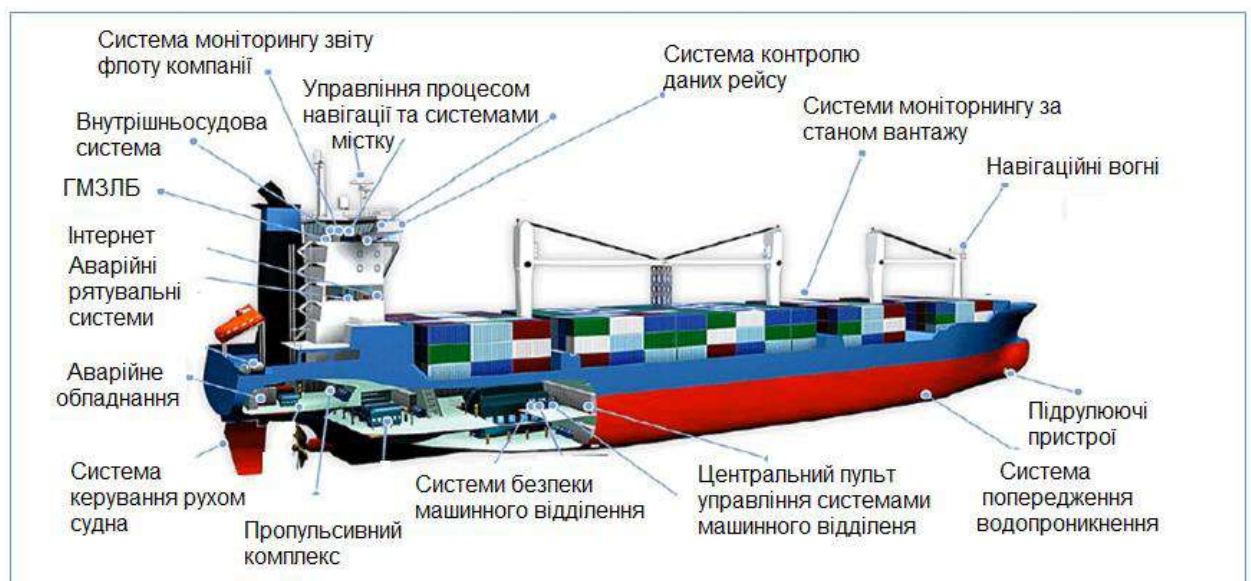 Система моніторингу звіту
флоту компанії
Управління процесом
навігації та системами
містку
Система контролю
даних рейсу
Системи моніторнингу за
станом вантажу
Навігаційні вогні
Внутрішньосудова
система
ГМЗЛБ
Інтернет
Аварійні
рятувальні
системи
Аварійне
обладнання
Система
керування рухом
судна
Пропульсивний
комплекс
Системи безпеки
машинного відділення
Центральний пульт
управління системами
машинного відділеня
Підрулюючі
пристрої
Система
попередження
водопроникнення